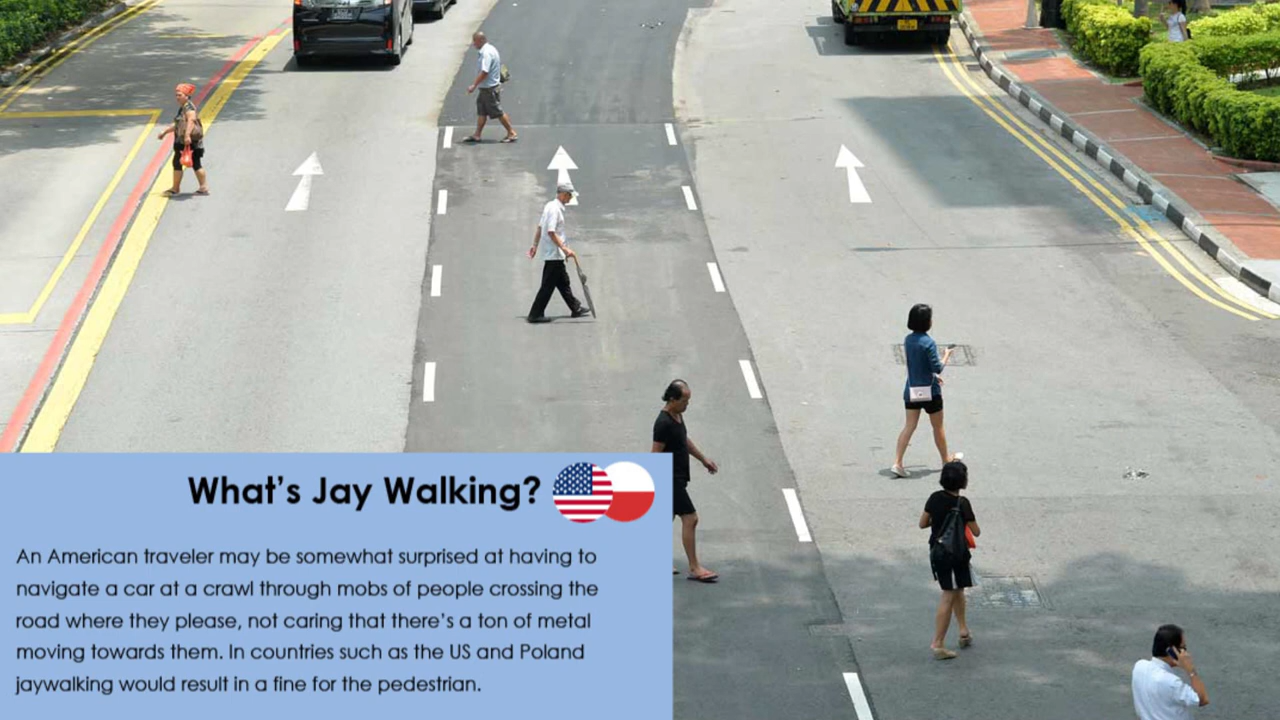 What's Jay Walking?
An American traveler may be somewhat surprised at having to
navigate a car at a crawl through mobs of people crossing the
road where they please, not caring that there's a ton of metal
moving towards them. In countries such as the US and Poland
jaywalking would result in a fine for the pedestrian.